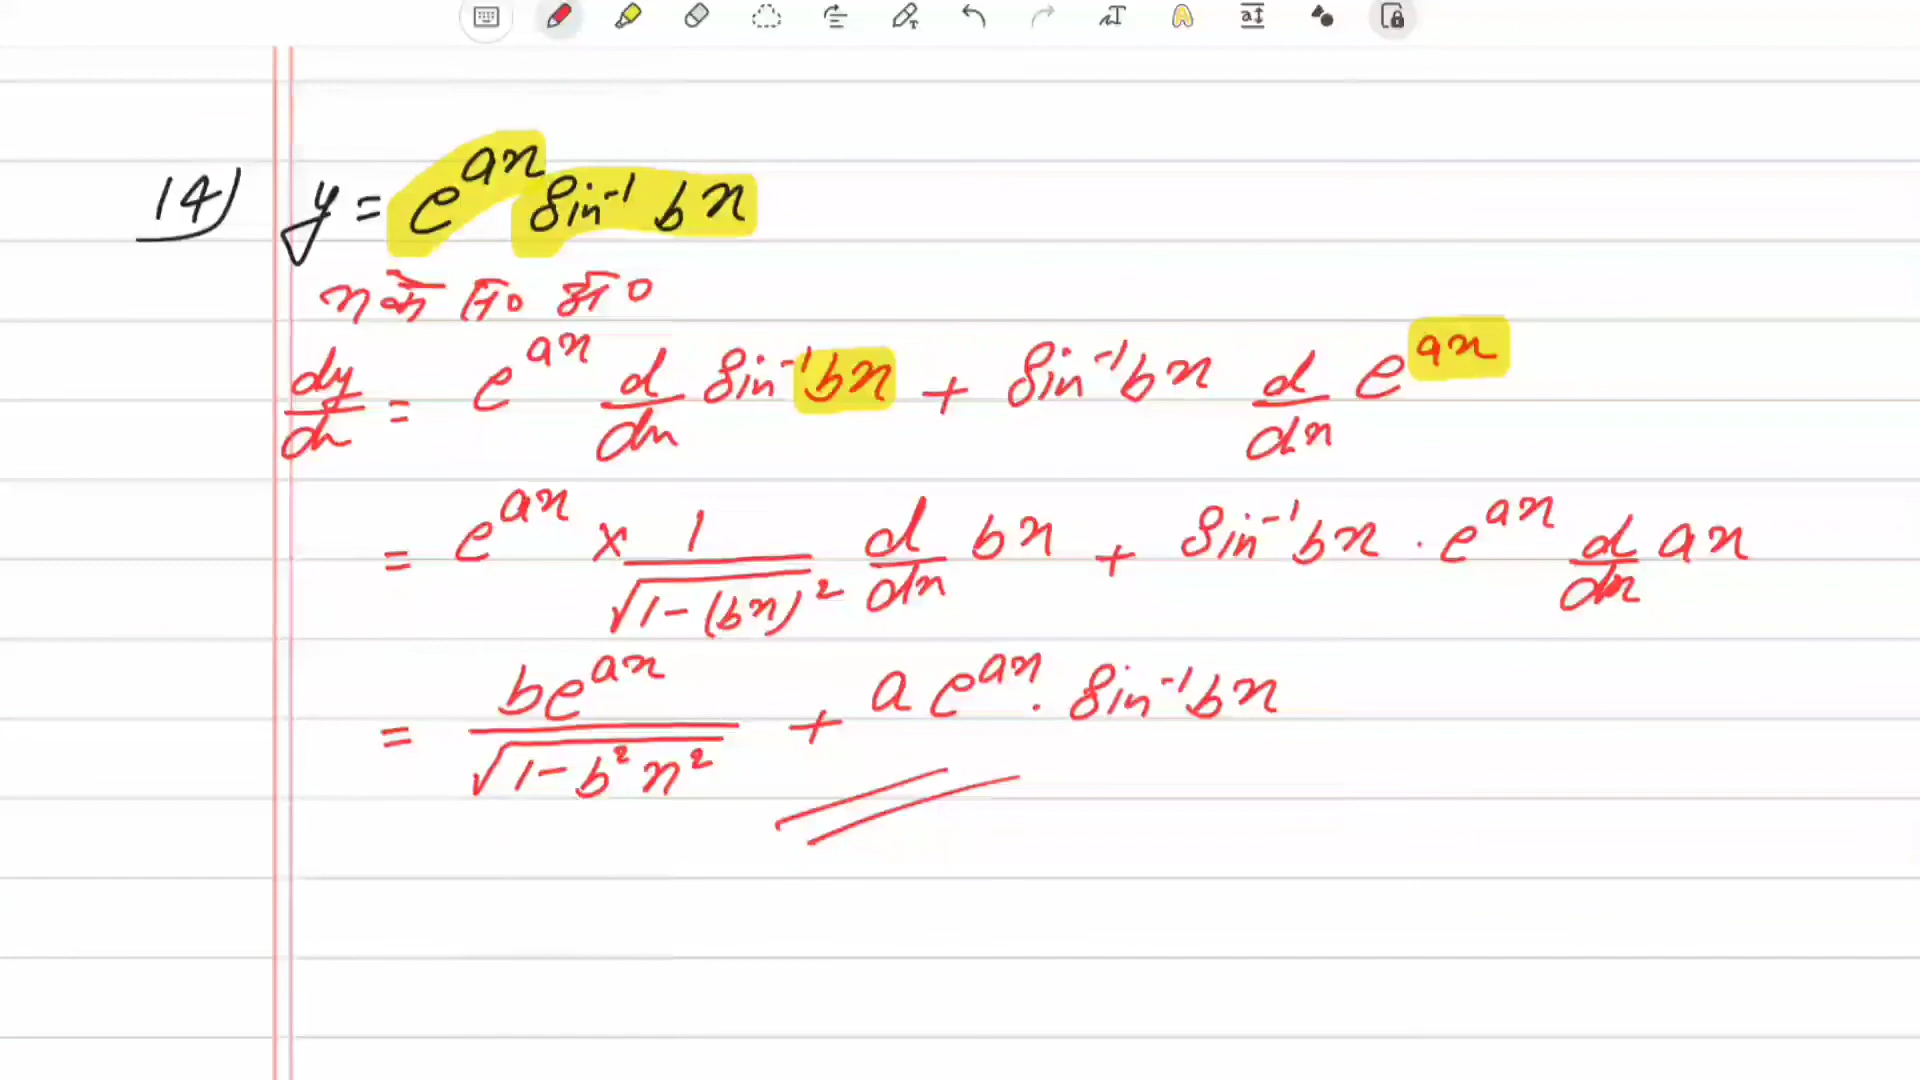 14) y = e^{ax} sin⁻¹ bx
x के प्रति अ०
dy/dx = e^{ax} d/dx sin⁻¹ bx + sin⁻¹ bx d/dx e^{ax}
= e^{ax} × 1/√(1-(bx)²) d/dx bx + sin⁻¹ bx · e^{ax} d/dx ax
= be^{ax}/√(1-b²x²) + a e^{ax} · sin⁻¹ bx